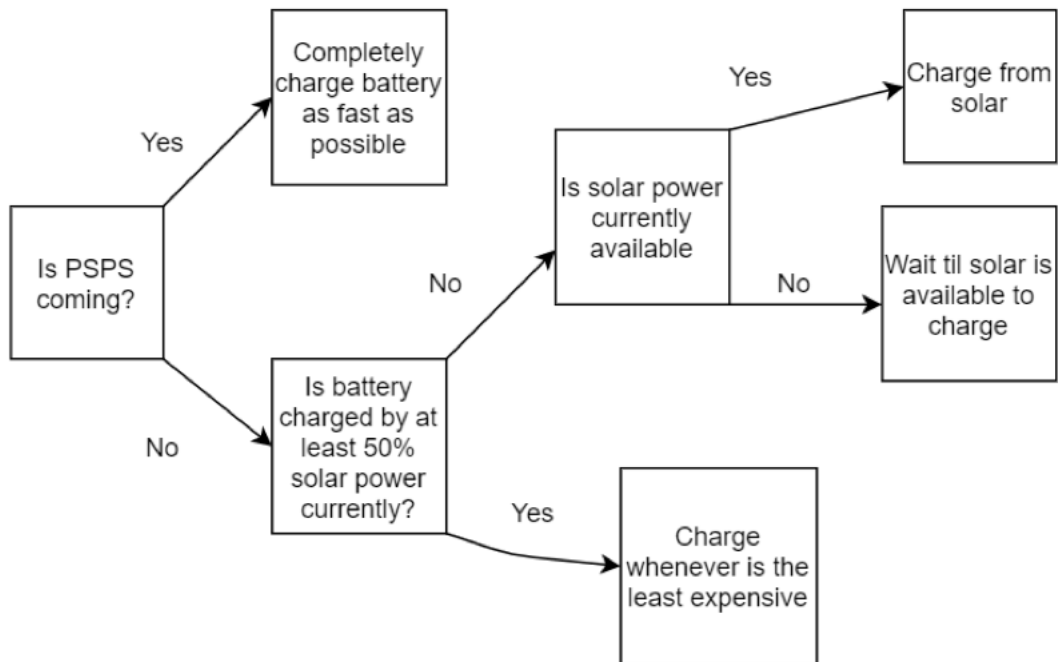 Is PSPS
coming?
Yes
Completely
charge battery
as fast as
possible
No
Is battery
charged by at
least 50%
solar power
currently?
No
Is solar power
currently
available
Yes
Charge from
solar
No
Wait til solar is
available to
charge
Yes
Charge
whenever is the
least expensive